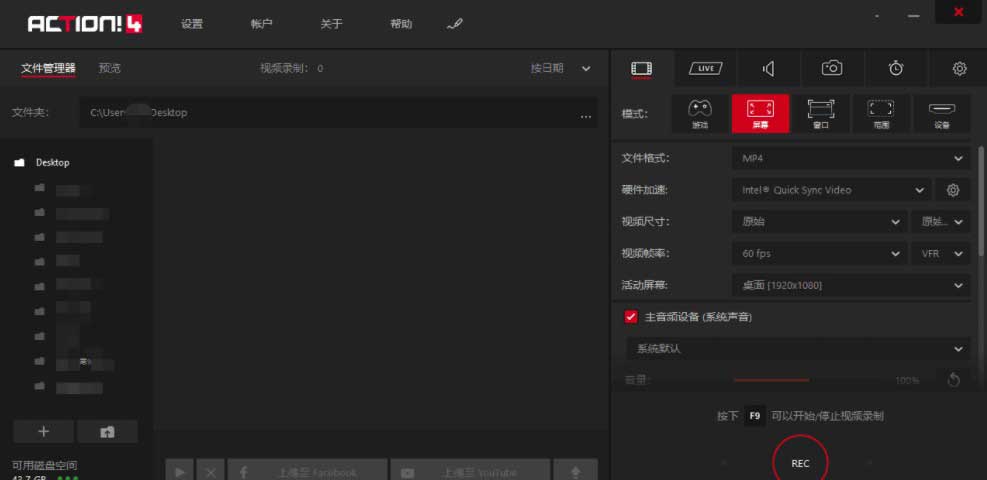 ACTION! 4 设置 帐户 关于 帮助
文件管理器 预览 视频录制: 0 按日期
LIVE
文件夹: C:\User Desktop ...
模式: 游戏 屏幕 窗口 范围 设备
Desktop
文件格式: MP4
硬件加速: Intel® Quick Sync Video
视频尺寸: 原始 原始...
视频帧率: 60 fps VFR
活动屏幕: 桌面 [1920x1080]
主音频设备 (系统声音)
系统默认
音量: 100%
按下 F9 可以开始/停止视频录制
REC
可用磁盘空间
43.7 GB
上传至 Facebook 上传至 YouTube